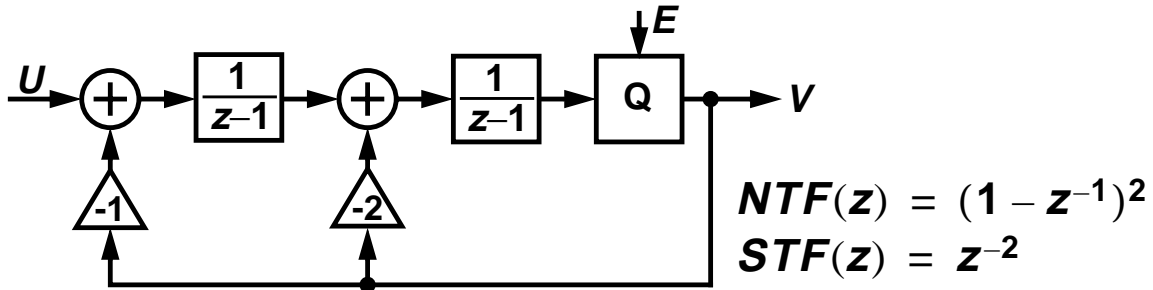 U
1
z–1
1
z–1
E
Q
V
-1
-2
NTF(z) = (1 – z⁻¹)²
STF(z) = z⁻²